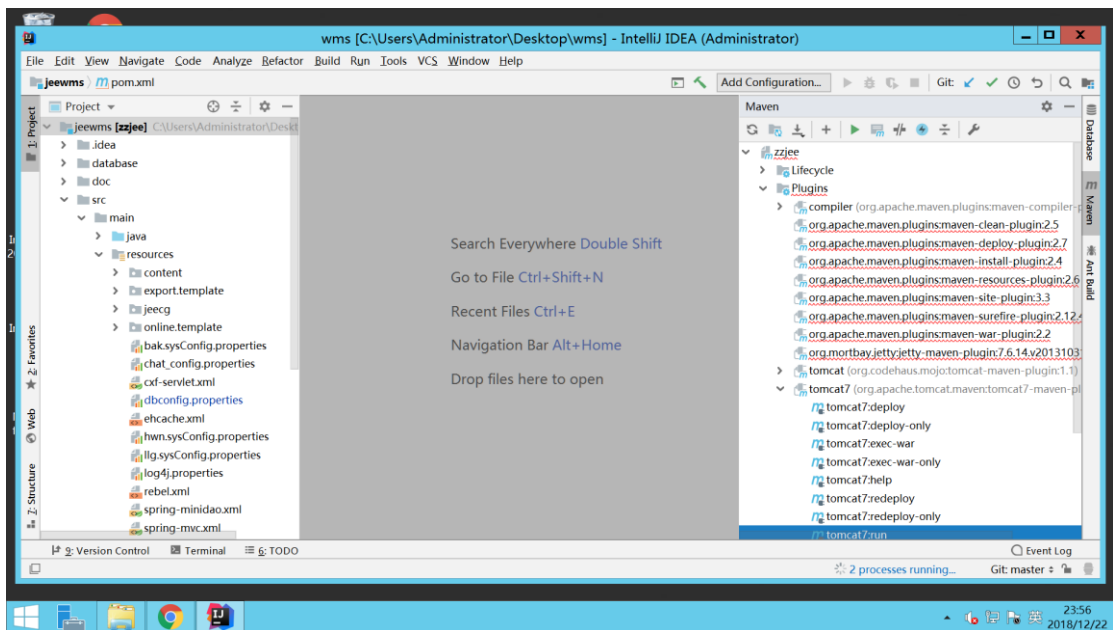 wms [C:\Users\Administrator\Desktop\wms] - IntelliJ IDEA (Administrator)
File Edit View Navigate Code Analyze Refactor Build Run Tools VCS Window Help
jeewms pom.xml
Add Configuration...
Git:
1: Project
2: Favorites
Web
7: Structure
Project
jeewms [zzjee] C:\Users\Administrator\Deskt
.idea
database
doc
src
main
java
resources
content
export.template
jeecg
online.template
bak.sysConfig.properties
chat_config.properties
cxf-servlet.xml
dbconfig.properties
ehcache.xml
hwn.sysConfig.properties
llg.sysConfig.properties
log4j.properties
rebel.xml
spring-minidao.xml
spring-mvc.xml
Search Everywhere Double Shift
Go to File Ctrl+Shift+N
Recent Files Ctrl+E
Navigation Bar Alt+Home
Drop files here to open
Maven
zzjee
Lifecycle
Plugins
compiler (org.apache.maven.plugins:maven-compiler-p
org.apache.maven.plugins:maven-clean-plugin:2.5
org.apache.maven.plugins:maven-deploy-plugin:2.7
org.apache.maven.plugins:maven-install-plugin:2.4
org.apache.maven.plugins:maven-resources-plugin:2.6
org.apache.maven.plugins:maven-site-plugin:3.3
org.apache.maven.plugins:maven-surefire-plugin:2.12.4
org.apache.maven.plugins:maven-war-plugin:2.2
org.mortbay.jetty:jetty-maven-plugin:7.6.14.v2013103
tomcat (org.codehaus.mojo:tomcat-maven-plugin:1.1)
tomcat7 (org.apache.tomcat.maven:tomcat7-maven-pl
tomcat7:deploy
tomcat7:deploy-only
tomcat7:exec-war
tomcat7:exec-war-only
tomcat7:help
tomcat7:redeploy
tomcat7:redeploy-only
tomcat7:run
Database
Maven
Ant Build
9: Version Control Terminal 6: TODO
Event Log
2 processes running...
Git: master
英
23:56
2018/12/22